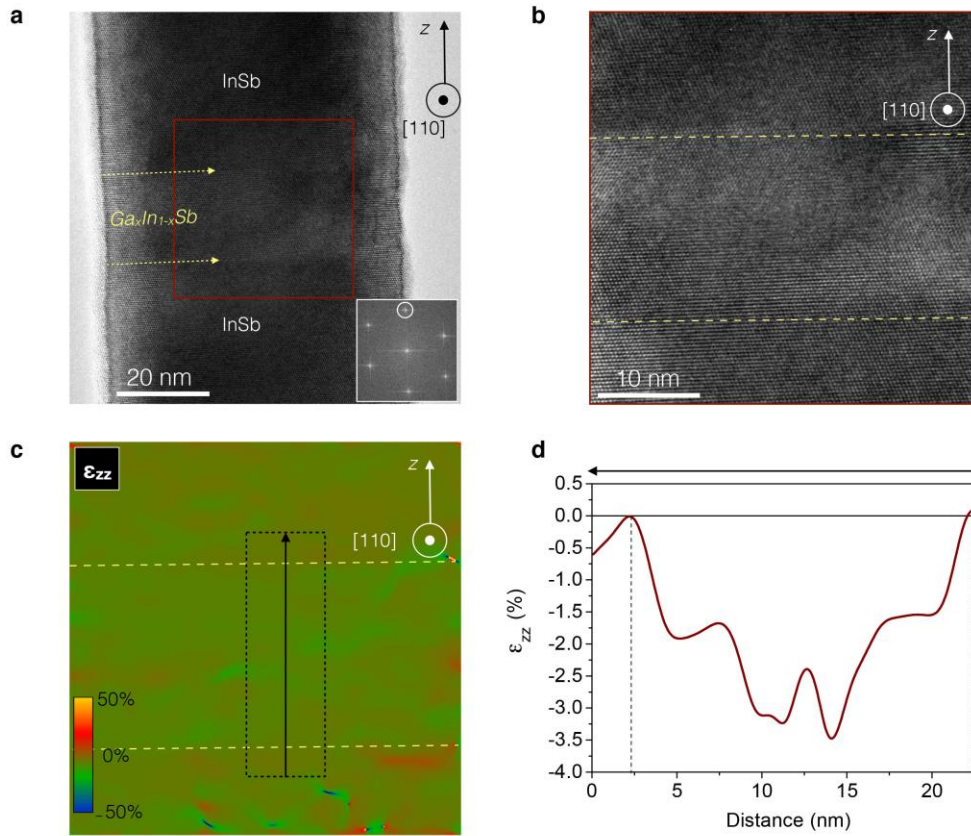 a
z
InSb
[110]
GaxIn1-xSb
InSb
20 nm
b
z
[110]
10 nm
c
εzz
z
[110]
50%
0%
-50%
d
0.5
0.0
-0.5
-1.0
-1.5
-2.0
-2.5
-3.0
-3.5
-4.0
εzz (%)
0 5 10 15 20
Distance (nm)